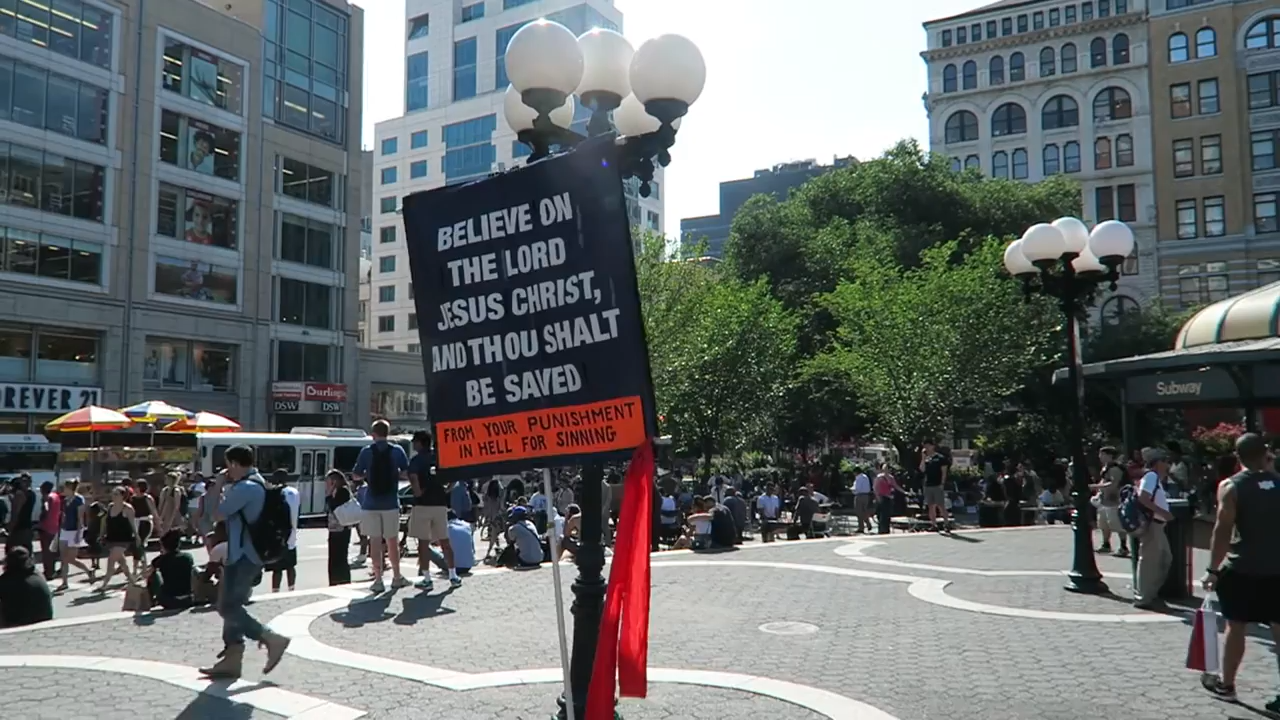 BELIEVE ON
THE LORD
JESUS CHRIST,
AND THOU SHALT
BE SAVED
FROM YOUR PUNISHMENT
IN HELL FOR SINNING
OREVER 21
DSW
Burlington
DSW
Subway